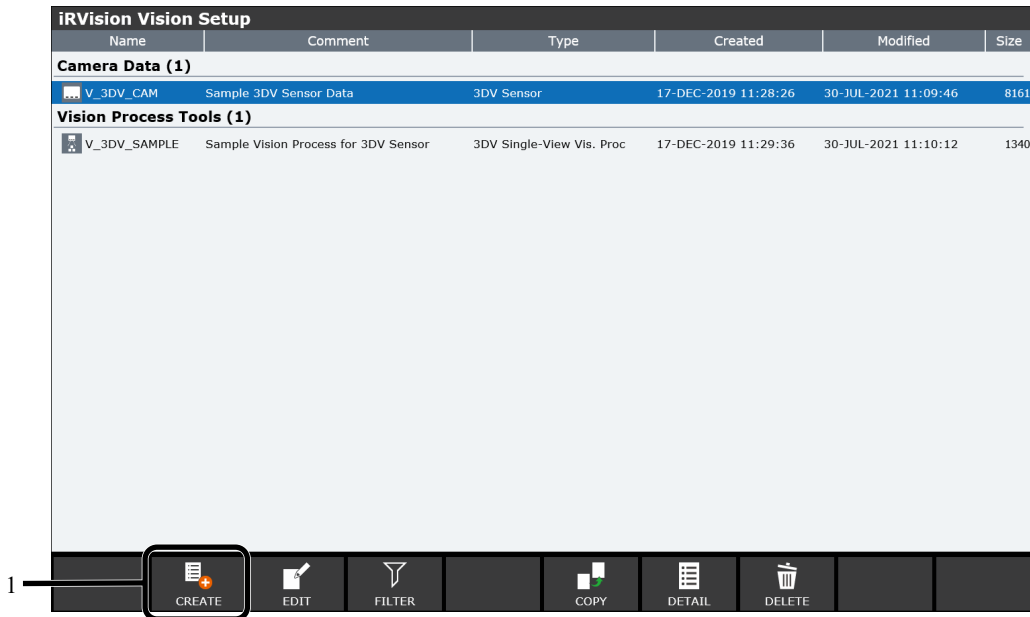 iRVision Vision Setup
Name Comment Type Created Modified Size
Camera Data (1)
V_3DV_CAM Sample 3DV Sensor Data 3DV Sensor 17-DEC-2019 11:28:26 30-JUL-2021 11:09:46 8161
Vision Process Tools (1)
V_3DV_SAMPLE Sample Vision Process for 3DV Sensor 3DV Single-View Vis. Proc 17-DEC-2019 11:29:36 30-JUL-2021 11:10:12 1340
1
CREATE EDIT FILTER COPY DETAIL DELETE